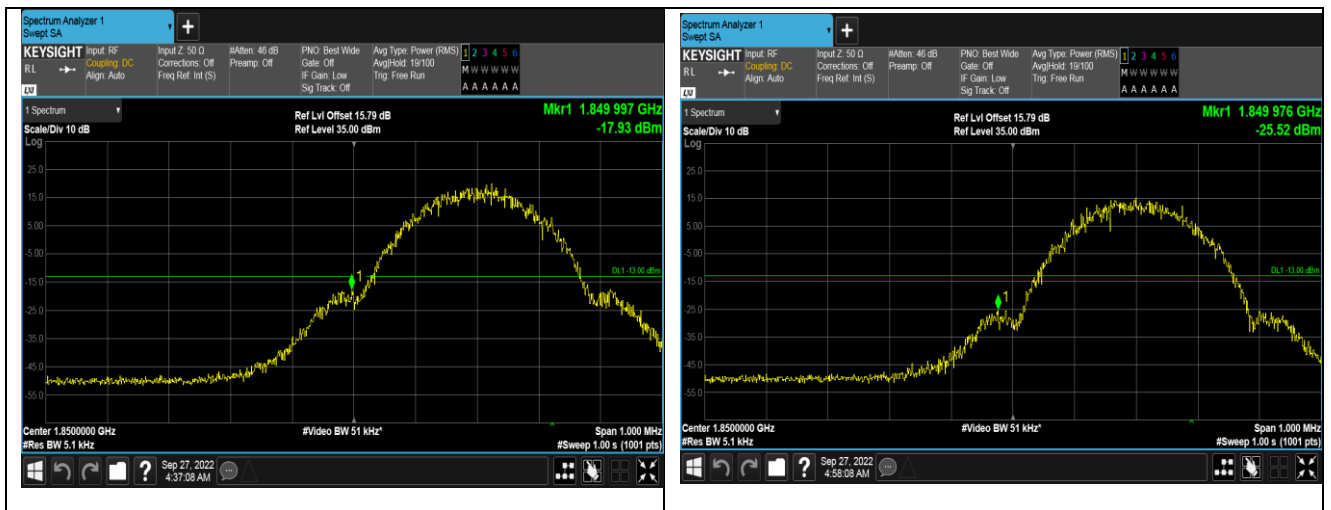 Spectrum Analyzer 1
Swept SA
+
KEYSIGHT Input: RF Input Z: 50 Ω #Atten: 46 dB PNO: Best Wide Avg Type: Power (RMS) 1 2 3 4 5 6
RL Coupling: DC Corrections: Off Preamp: Off Gate: Off Avg|Hold: 19/100 M W W W W W
Align: Auto Freq Ref: Int (S) IF Gain: Low Trig: Free Run
LXI Sig Track: Off A A A A A A
1 Spectrum
Ref Lvl Offset 15.79 dB Mkr1 1.849 997 GHz
Scale/Div 10 dB Ref Level 35.00 dBm -17.93 dBm
Log
25.0
15.0
5.00
-5.00
DL1 -13.00 dBm
1
-15.0
-25.0
-35.0
-45.0
-55.0
Center 1.8500000 GHz #Video BW 51 kHz* Span 1.000 MHz
#Res BW 5.1 kHz #Sweep 1.00 s (1001 pts)
? Sep 27, 2022
4:37:08 AM
Spectrum Analyzer 1
Swept SA
+
KEYSIGHT Input: RF Input Z: 50 Ω #Atten: 46 dB PNO: Best Wide Avg Type: Power (RMS) 1 2 3 4 5 6
RL Coupling: DC Corrections: Off Preamp: Off Gate: Off Avg|Hold: 19/100 M W W W W W
Align: Auto Freq Ref: Int (S) IF Gain: Low Trig: Free Run
LXI Sig Track: Off A A A A A A
1 Spectrum
Ref Lvl Offset 15.79 dB Mkr1 1.849 976 GHz
Scale/Div 10 dB Ref Level 35.00 dBm -25.52 dBm
Log
25.0
15.0
5.00
-5.00
DL1 -13.00 dBm
-15.0
1
-25.0
-35.0
-45.0
-55.0
Center 1.8500000 GHz #Video BW 51 kHz* Span 1.000 MHz
#Res BW 5.1 kHz #Sweep 1.00 s (1001 pts)
? Sep 27, 2022
4:58:08 AM